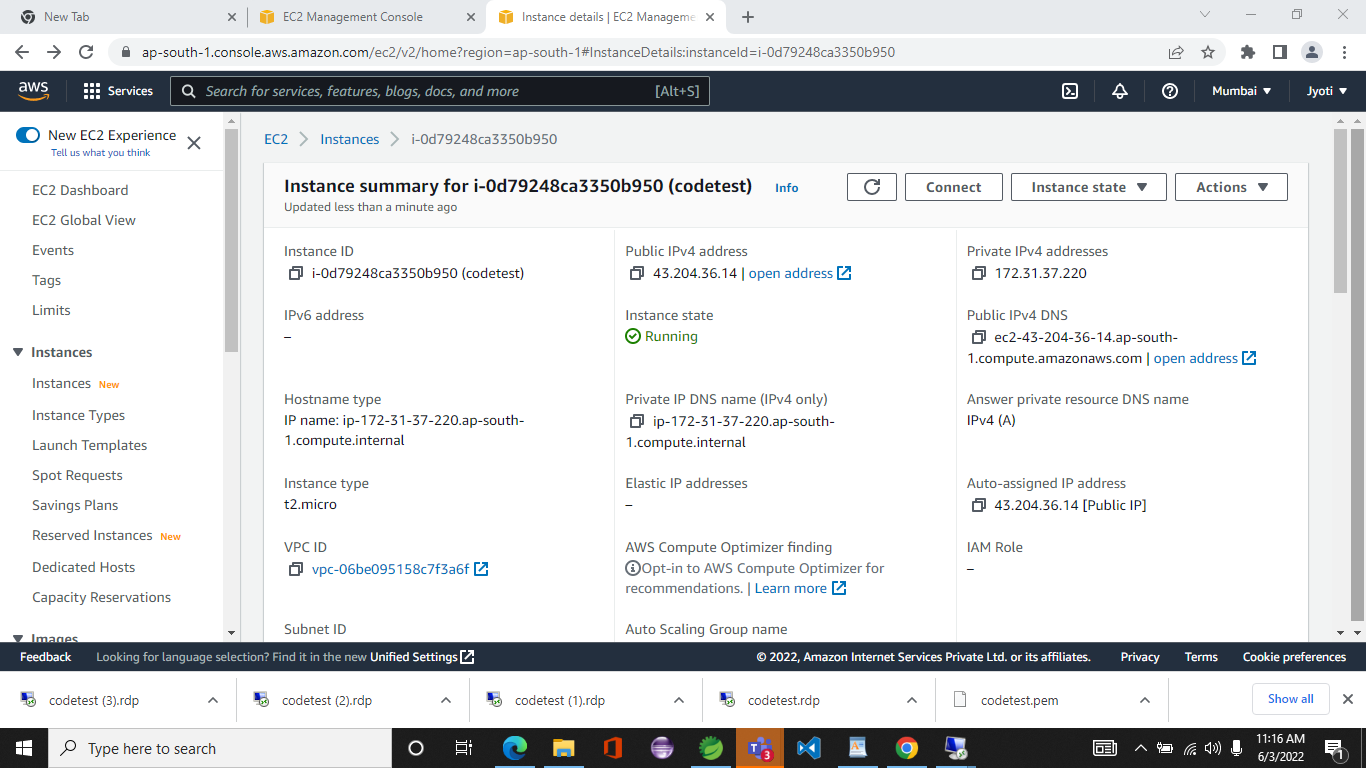 New Tab
EC2 Management Console
Instance details | EC2 Manageme
ap-south-1.console.aws.amazon.com/ec2/v2/home?region=ap-south-1#InstanceDetails:instanceId=i-0d79248ca3350b950
aws
Services
Search for services, features, blogs, docs, and more
[Alt+S]
Mumbai
Jyoti
New EC2 Experience
Tell us what you think
EC2 Dashboard
EC2 Global View
Events
Tags
Limits
Instances
Instances New
Instance Types
Launch Templates
Spot Requests
Savings Plans
Reserved Instances New
Dedicated Hosts
Capacity Reservations
Images
EC2
Instances
i-0d79248ca3350b950
Instance summary for i-0d79248ca3350b950 (codetest)
Info
Updated less than a minute ago
Connect
Instance state
Actions
Instance ID
i-0d79248ca3350b950 (codetest)
Public IPv4 address
43.204.36.14 | open address
Private IPv4 addresses
172.31.37.220
IPv6 address
–
Instance state
Running
Public IPv4 DNS
ec2-43-204-36-14.ap-south-
1.compute.amazonaws.com | open address
Hostname type
IP name: ip-172-31-37-220.ap-south-
1.compute.internal
Private IP DNS name (IPv4 only)
ip-172-31-37-220.ap-south-
1.compute.internal
Answer private resource DNS name
IPv4 (A)
Instance type
t2.micro
Elastic IP addresses
–
Auto-assigned IP address
43.204.36.14 [Public IP]
VPC ID
vpc-06be095158c7f3a6f
AWS Compute Optimizer finding
Opt-in to AWS Compute Optimizer for
recommendations. | Learn more
IAM Role
–
Subnet ID
Auto Scaling Group name
Feedback
Looking for language selection? Find it in the new Unified Settings
© 2022, Amazon Internet Services Private Ltd. or its affiliates.
Privacy
Terms
Cookie preferences
codetest (3).rdp
codetest (2).rdp
codetest (1).rdp
codetest.rdp
codetest.pem
Show all
Type here to search
3
11:16 AM
6/3/2022
1